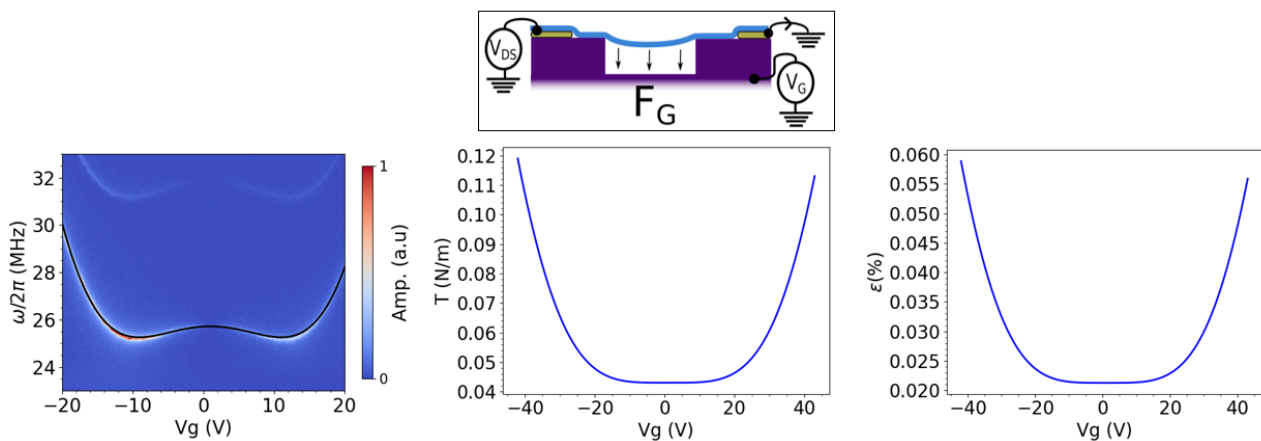 V_DS
V_G
F_G
32
30
28
26
24
ω/2π (MHz)
−20 −10 0 10 20
Vg (V)
1
0
Amp. (a.u)
0.12
0.11
0.10
0.09
0.08
0.07
0.06
0.05
0.04
T (N/m)
−40 −20 0 20 40
Vg (V)
0.060
0.055
0.050
0.045
0.040
0.035
0.030
0.025
0.020
ε(%)
−40 −20 0 20 40
Vg (V)